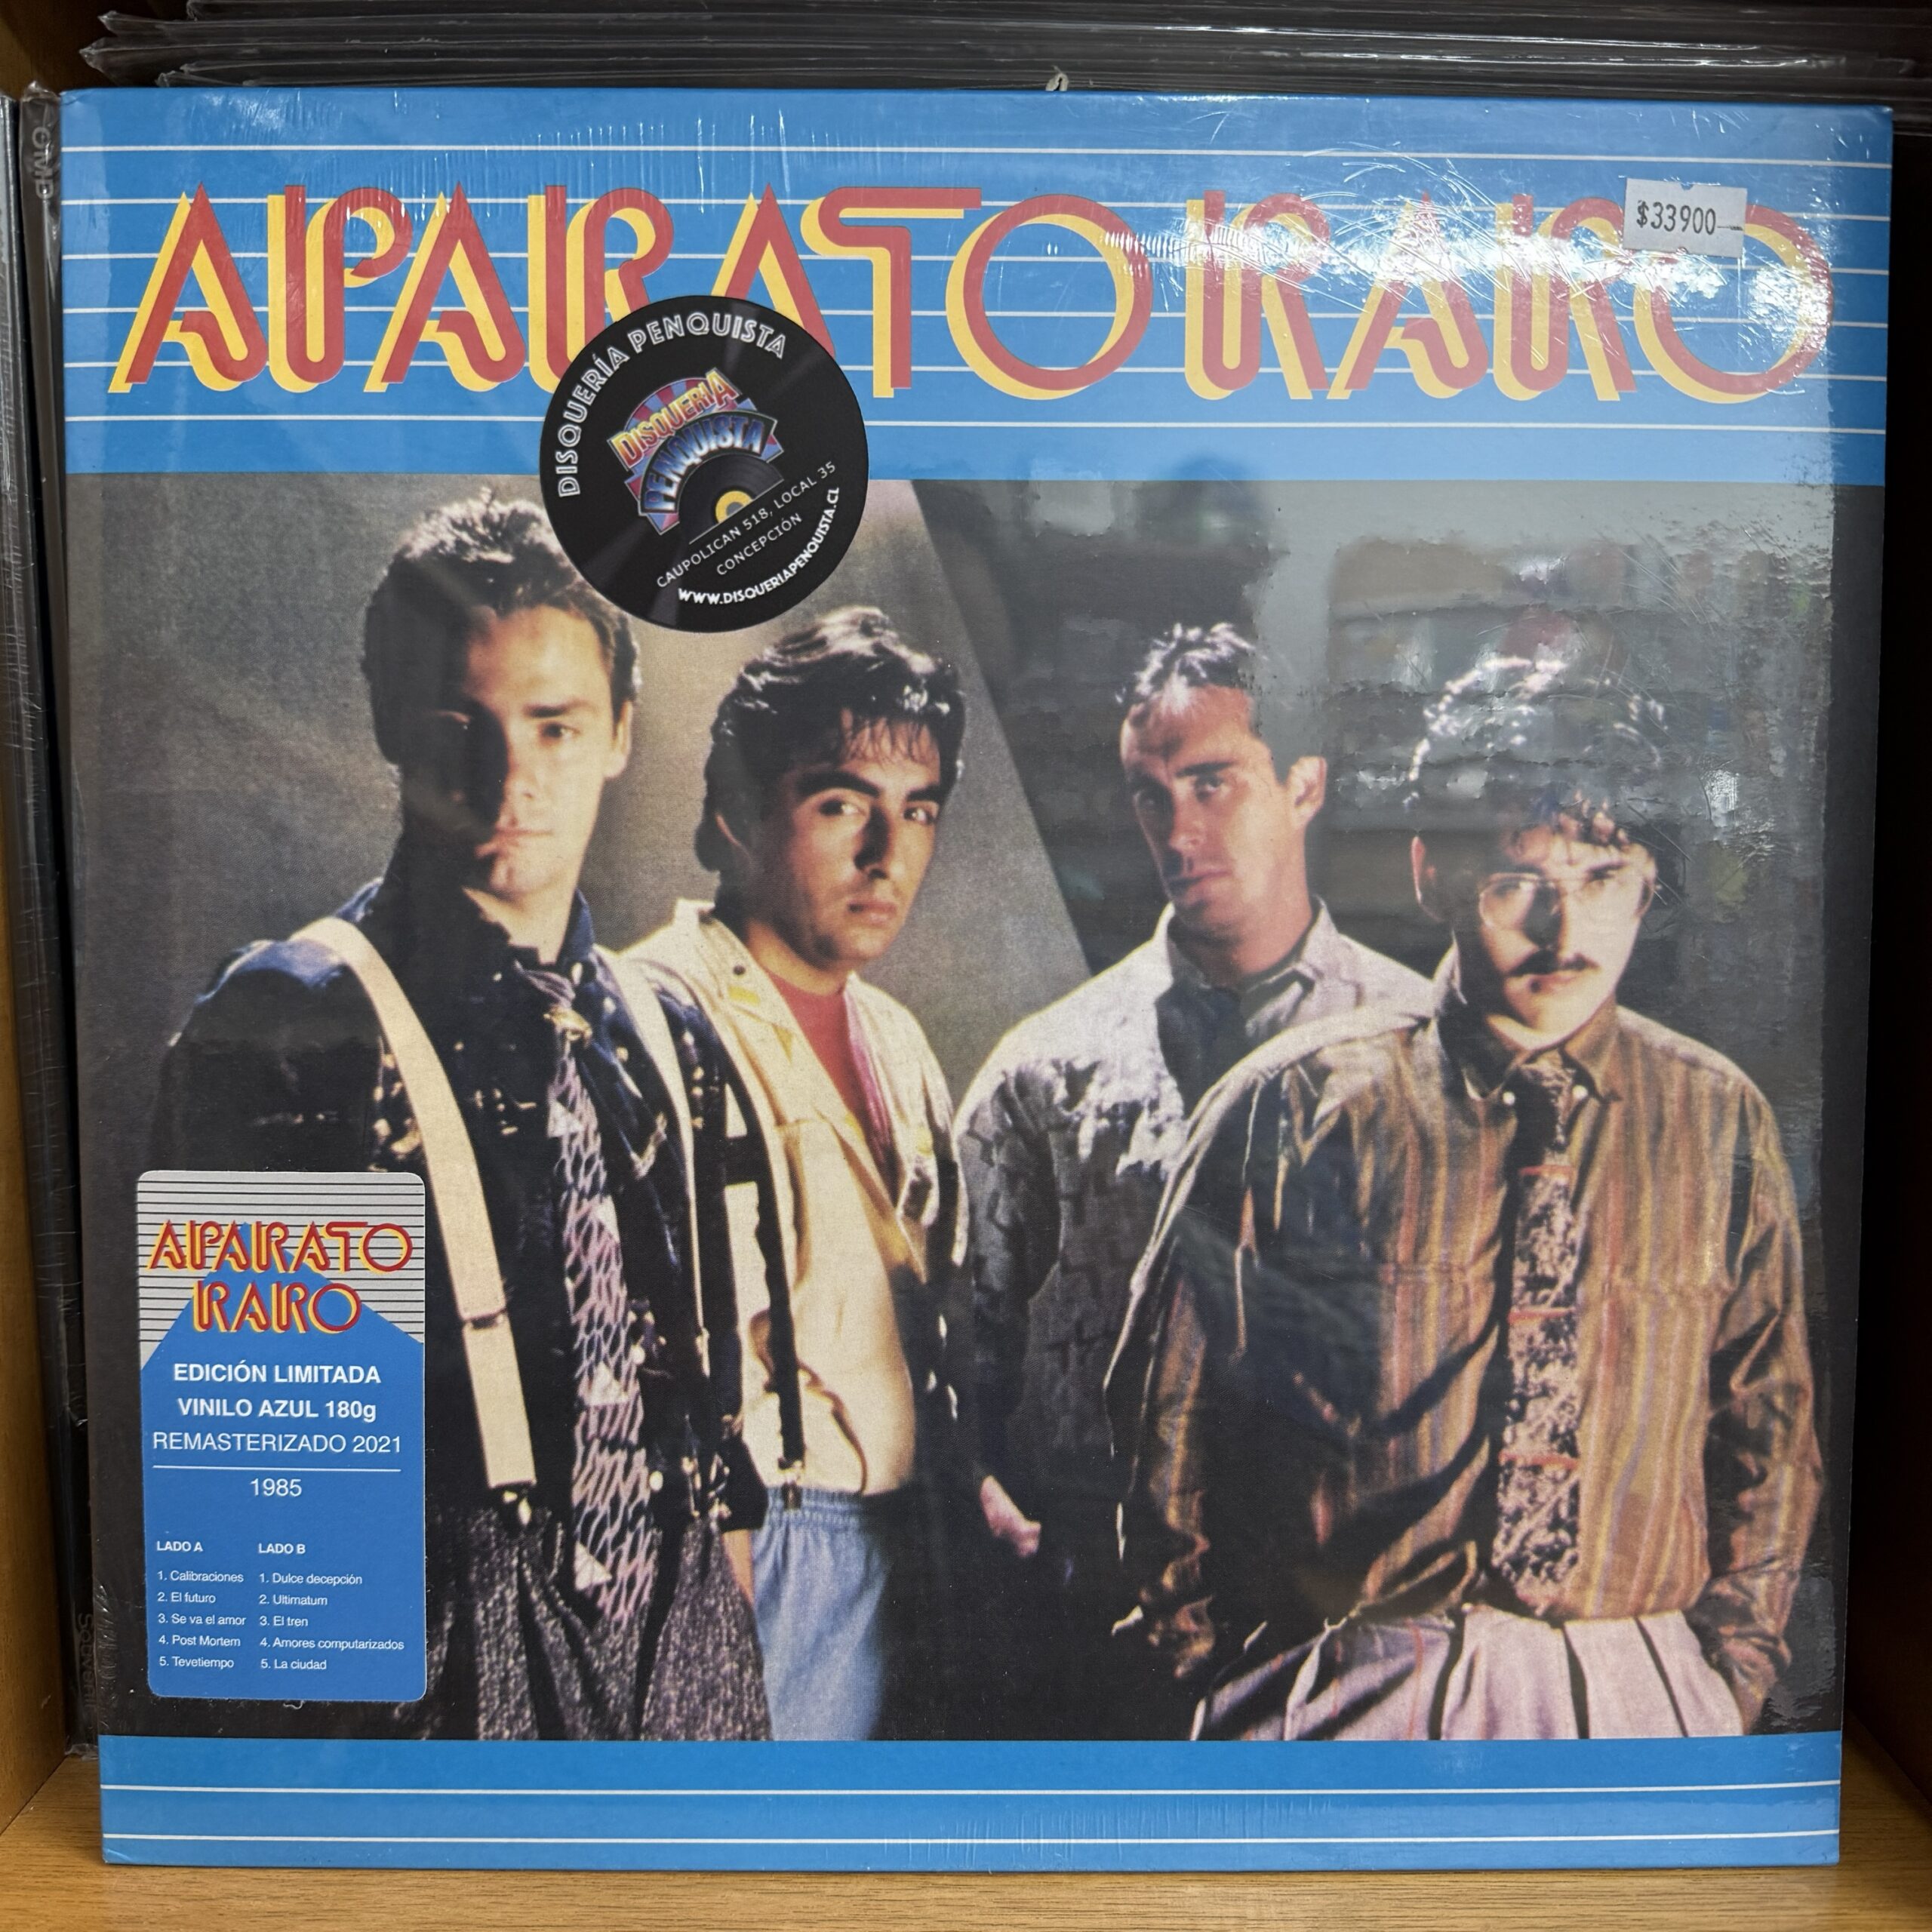 APARATO RARO
$33900
DISQUERÍA PENQUISTA
DISQUERIA
PENQUISTA
CAUPOLICAN 518, LOCAL 35
CONCEPCIÓN
WWW.DISQUERIAPENQUISTA.CL
APARATO
RARO
EDICIÓN LIMITADA
VINILO AZUL 180g
REMASTERIZADO 2021
1985
LADO A
1. Calibraciones
2. El futuro
3. Se va el amor
4. Post Mortem
5. Tevetiempo
LADO B
1. Dulce decepción
2. Ultimatum
3. El tren
4. Amores computarizados
5. La ciudad